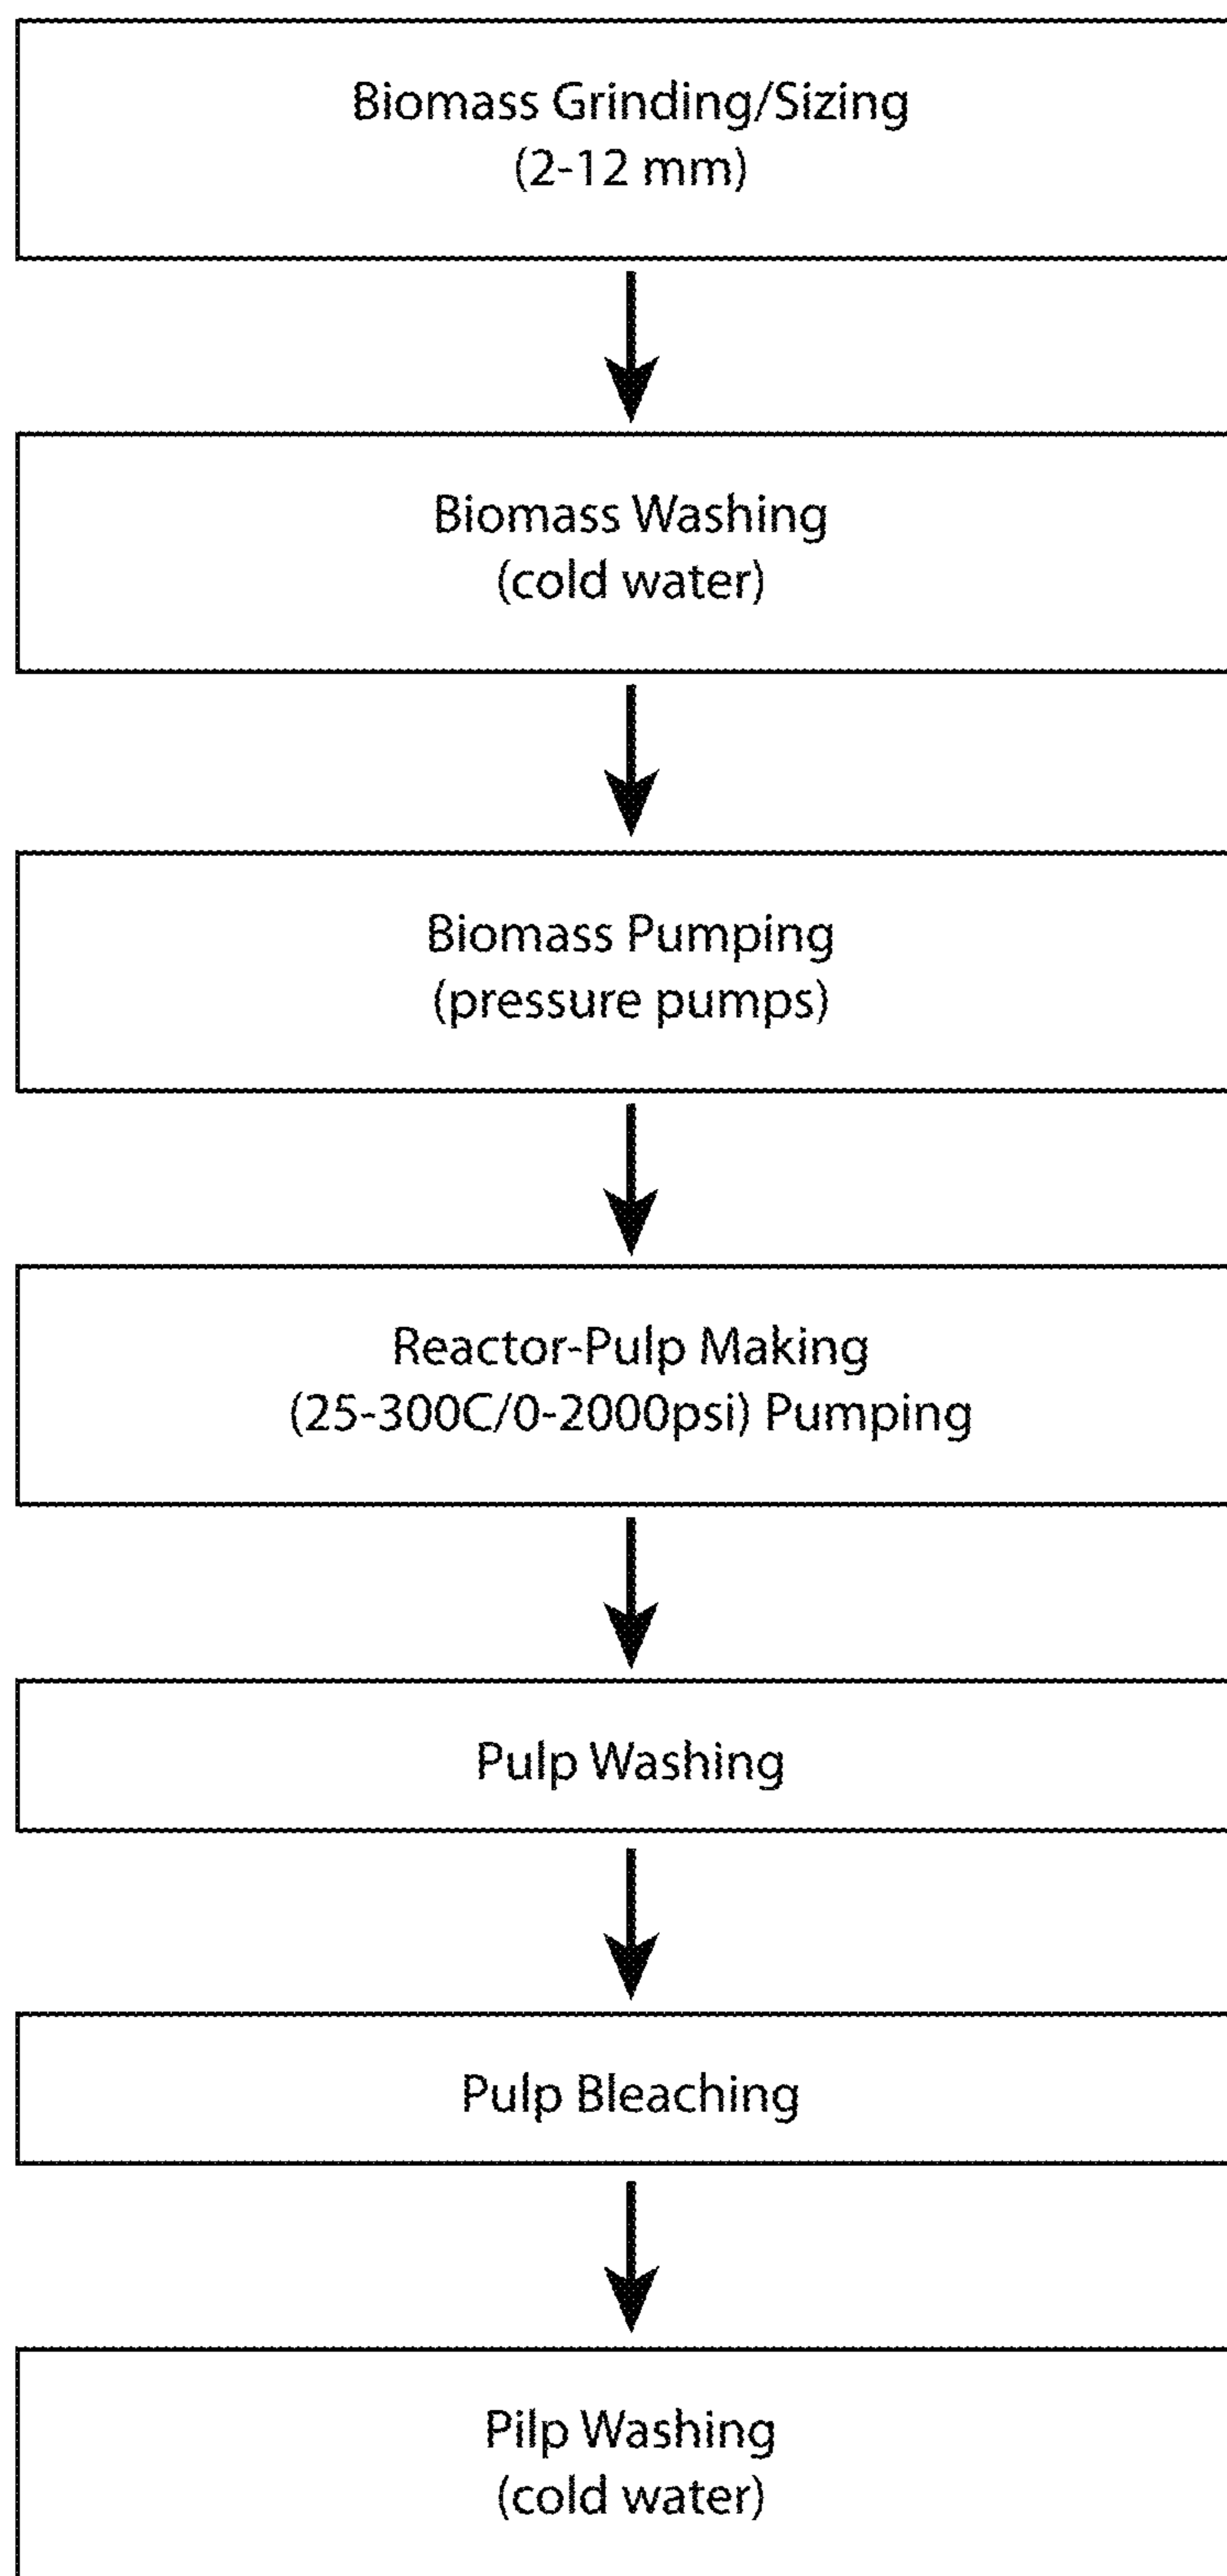 Biomass Grinding/Sizing
(2-12 mm)
Biomass Washing
(cold water)
Biomass Pumping
(pressure pumps)
Reactor-Pulp Making
(25-300C/0-2000psi) Pumping
Pulp Washing
Pulp Bleaching
Pilp Washing
(cold water)